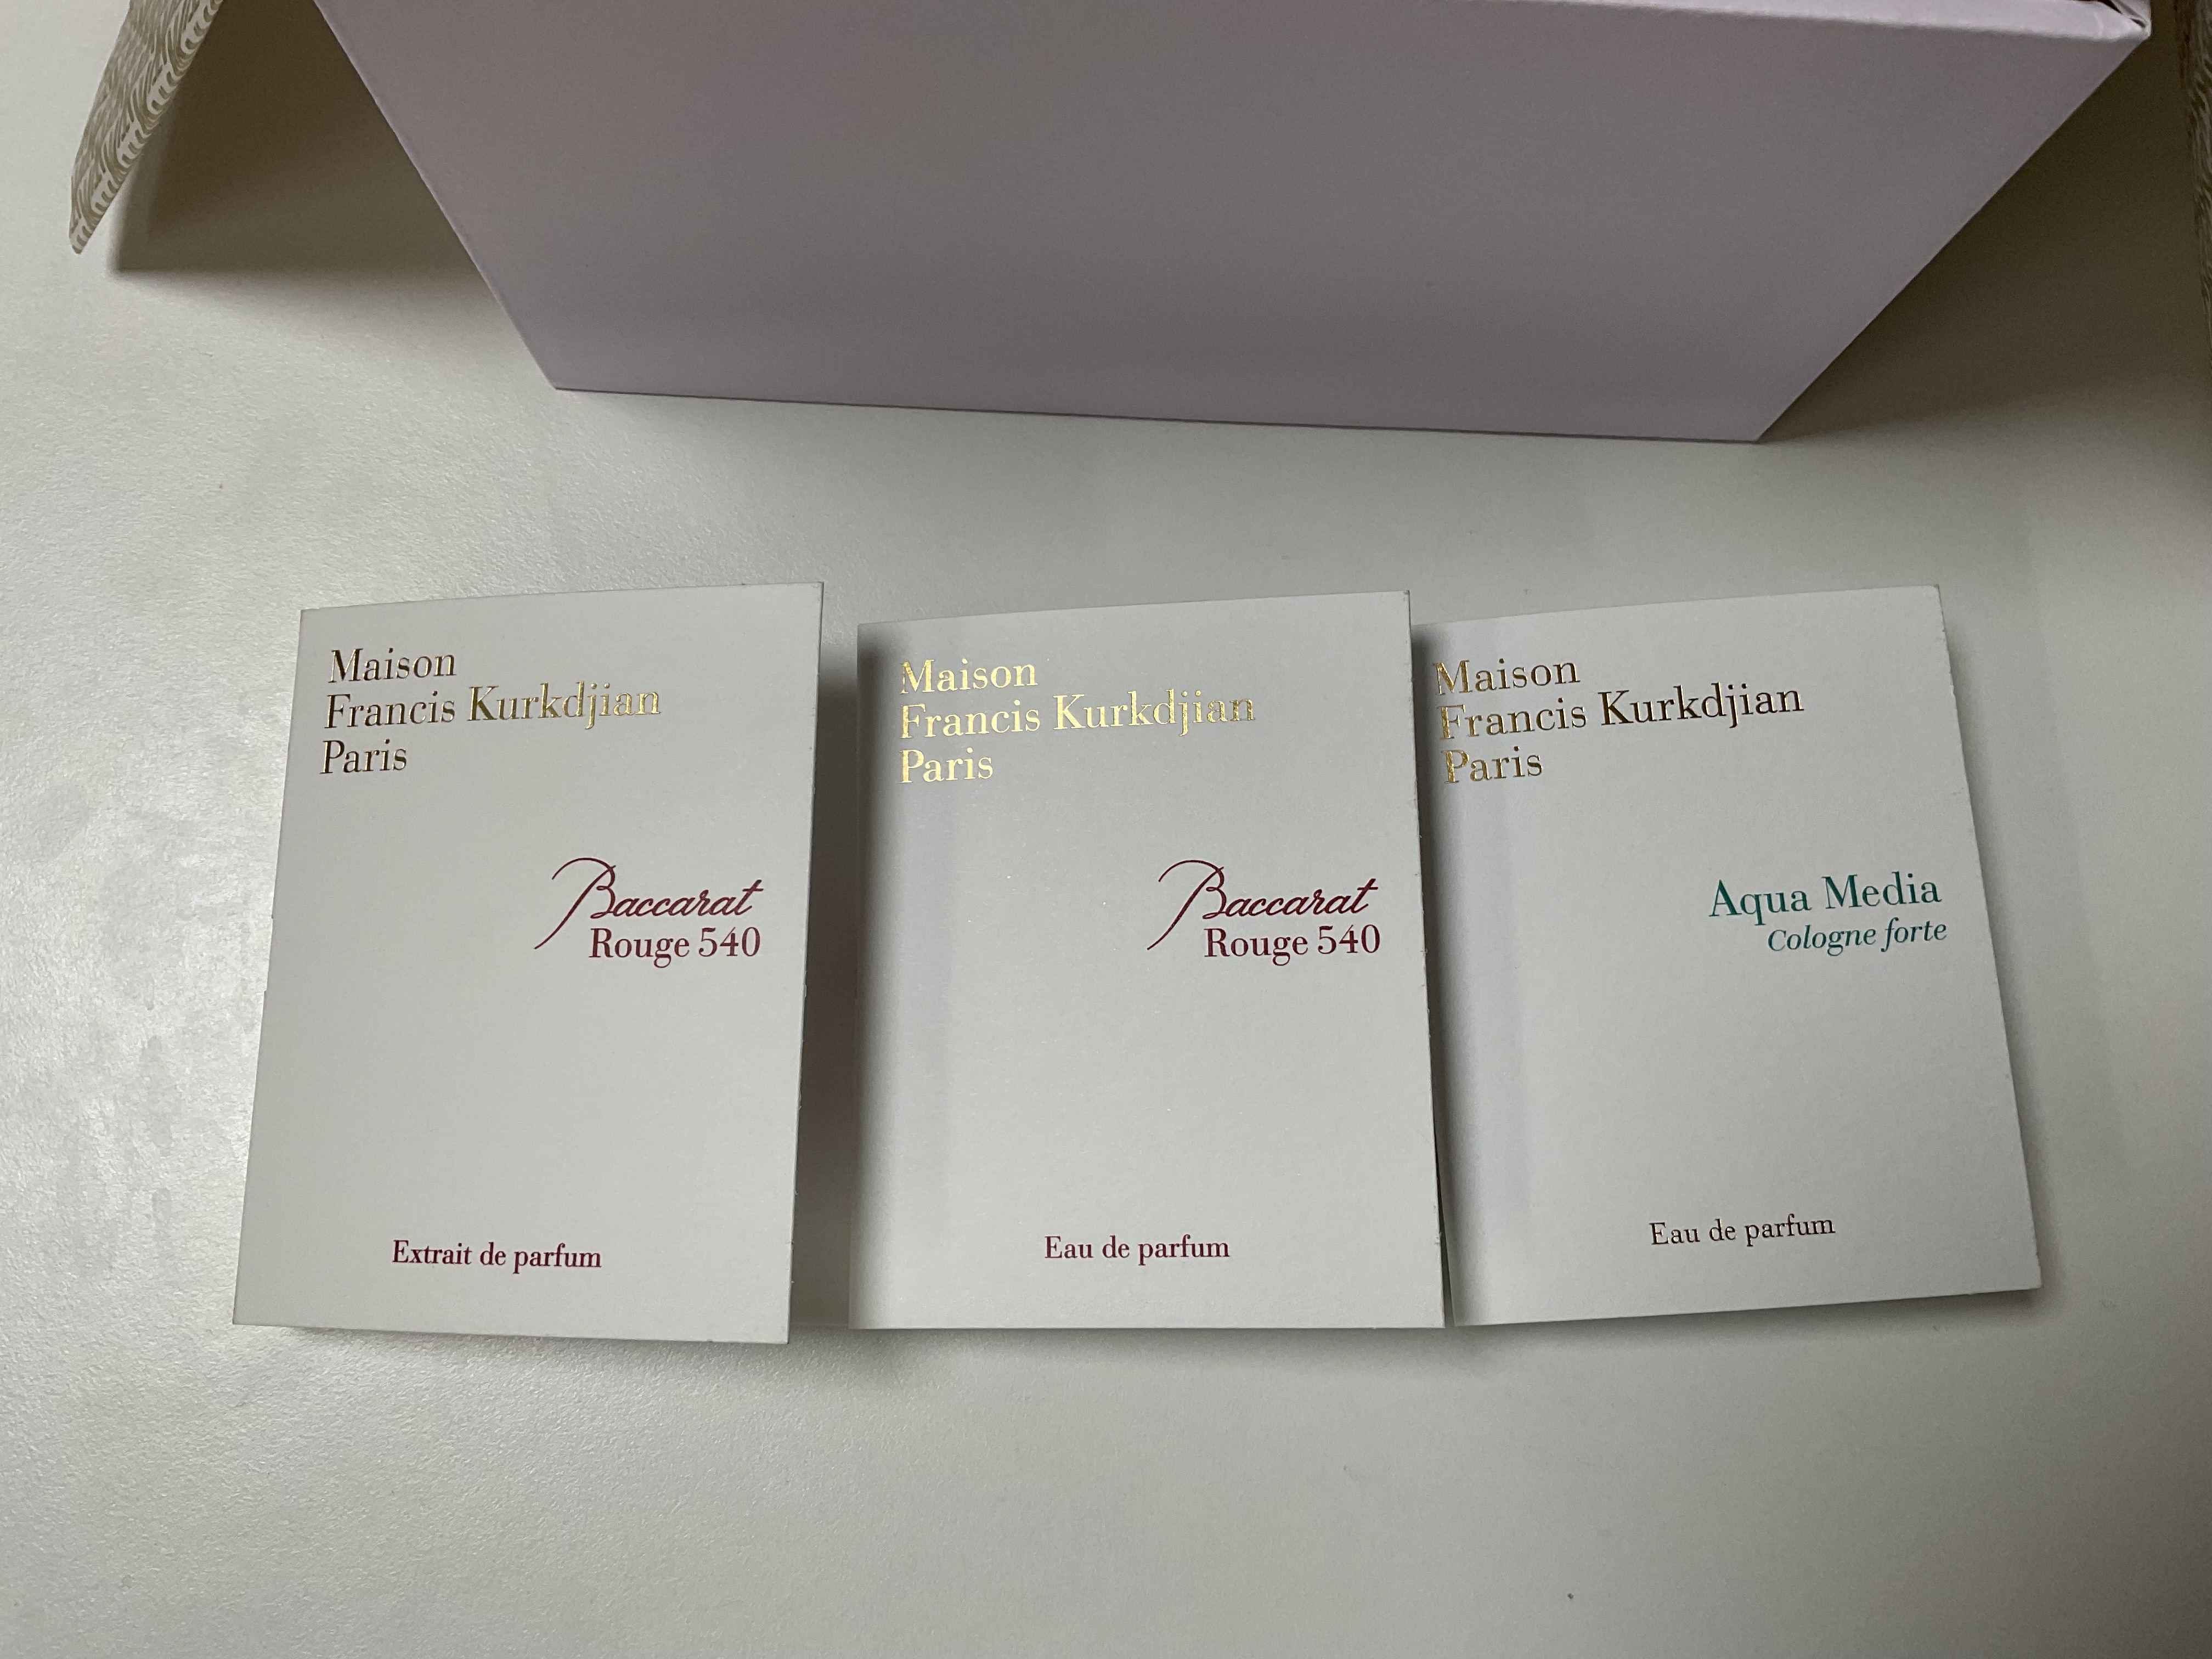 Maison
Francis Kurkdjian
Paris
Baccarat
Rouge 540
Extrait de parfum
Maison
Francis Kurkdjian
Paris
Baccarat
Rouge 540
Eau de parfum
Maison
Francis Kurkdjian
Paris
Aqua Media
Cologne forte
Eau de parfum